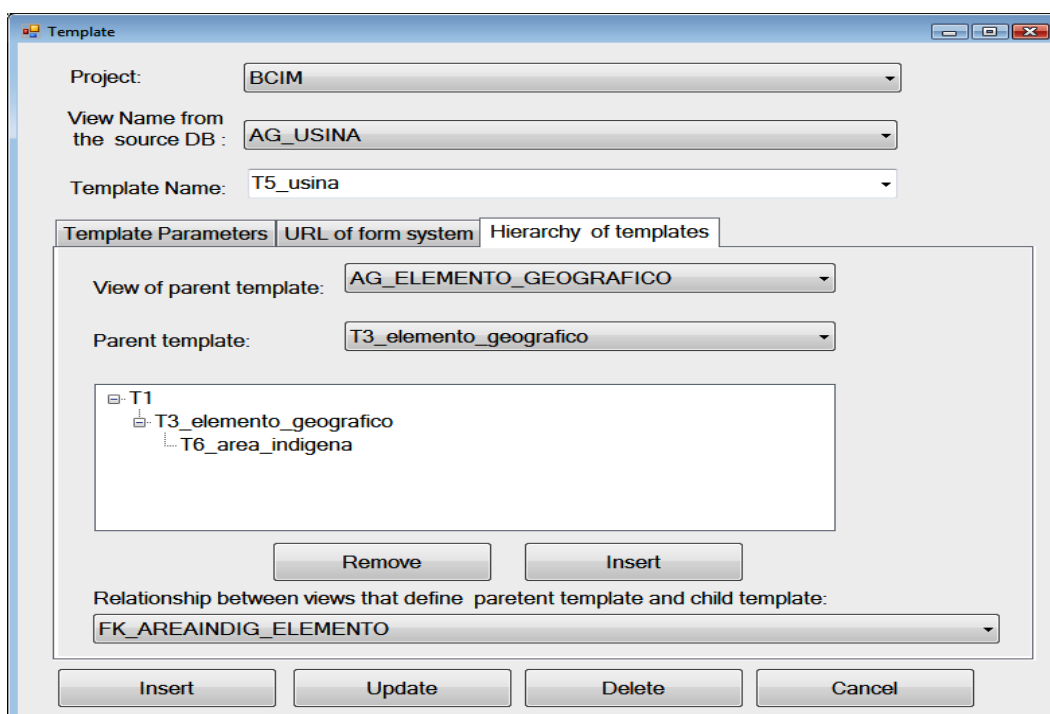 Template
Project:
BCIM
View Name from
the source DB :
AG_USINA
Template Name:
T5_usina
Template Parameters
URL of form system
Hierarchy of templates
View of parent template:
AG_ELEMENTO_GEOGRAFICO
Parent template:
T3_elemento_geografico
T1
T3_elemento_geografico
T6_area_indigena
Remove
Insert
Relationship between views that define paretent template and child template:
FK_AREAINDIG_ELEMENTO
Insert
Update
Delete
Cancel